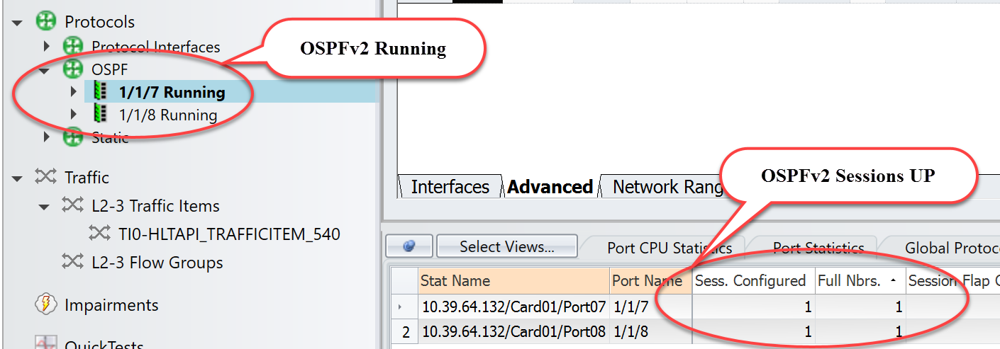 Protocols
Protocol Interfaces
OSPF
1/1/7 Running
1/1/8 Running
Static
Traffic
L2-3 Traffic Items
TI0-HLTAPI_TRAFFICITEM_540
L2-3 Flow Groups
Impairments
QuickTests
OSPFv2 Running
OSPFv2 Sessions UP
Interfaces Advanced Network Rang
Select Views... Port CPU Statistics Port Statistics Global Protoc
Stat Name Port Name Sess. Configured Full Nbrs. Session Flap C
10.39.64.132/Card01/Port07 1/1/7 1 1
2 10.39.64.132/Card01/Port08 1/1/8 1 1